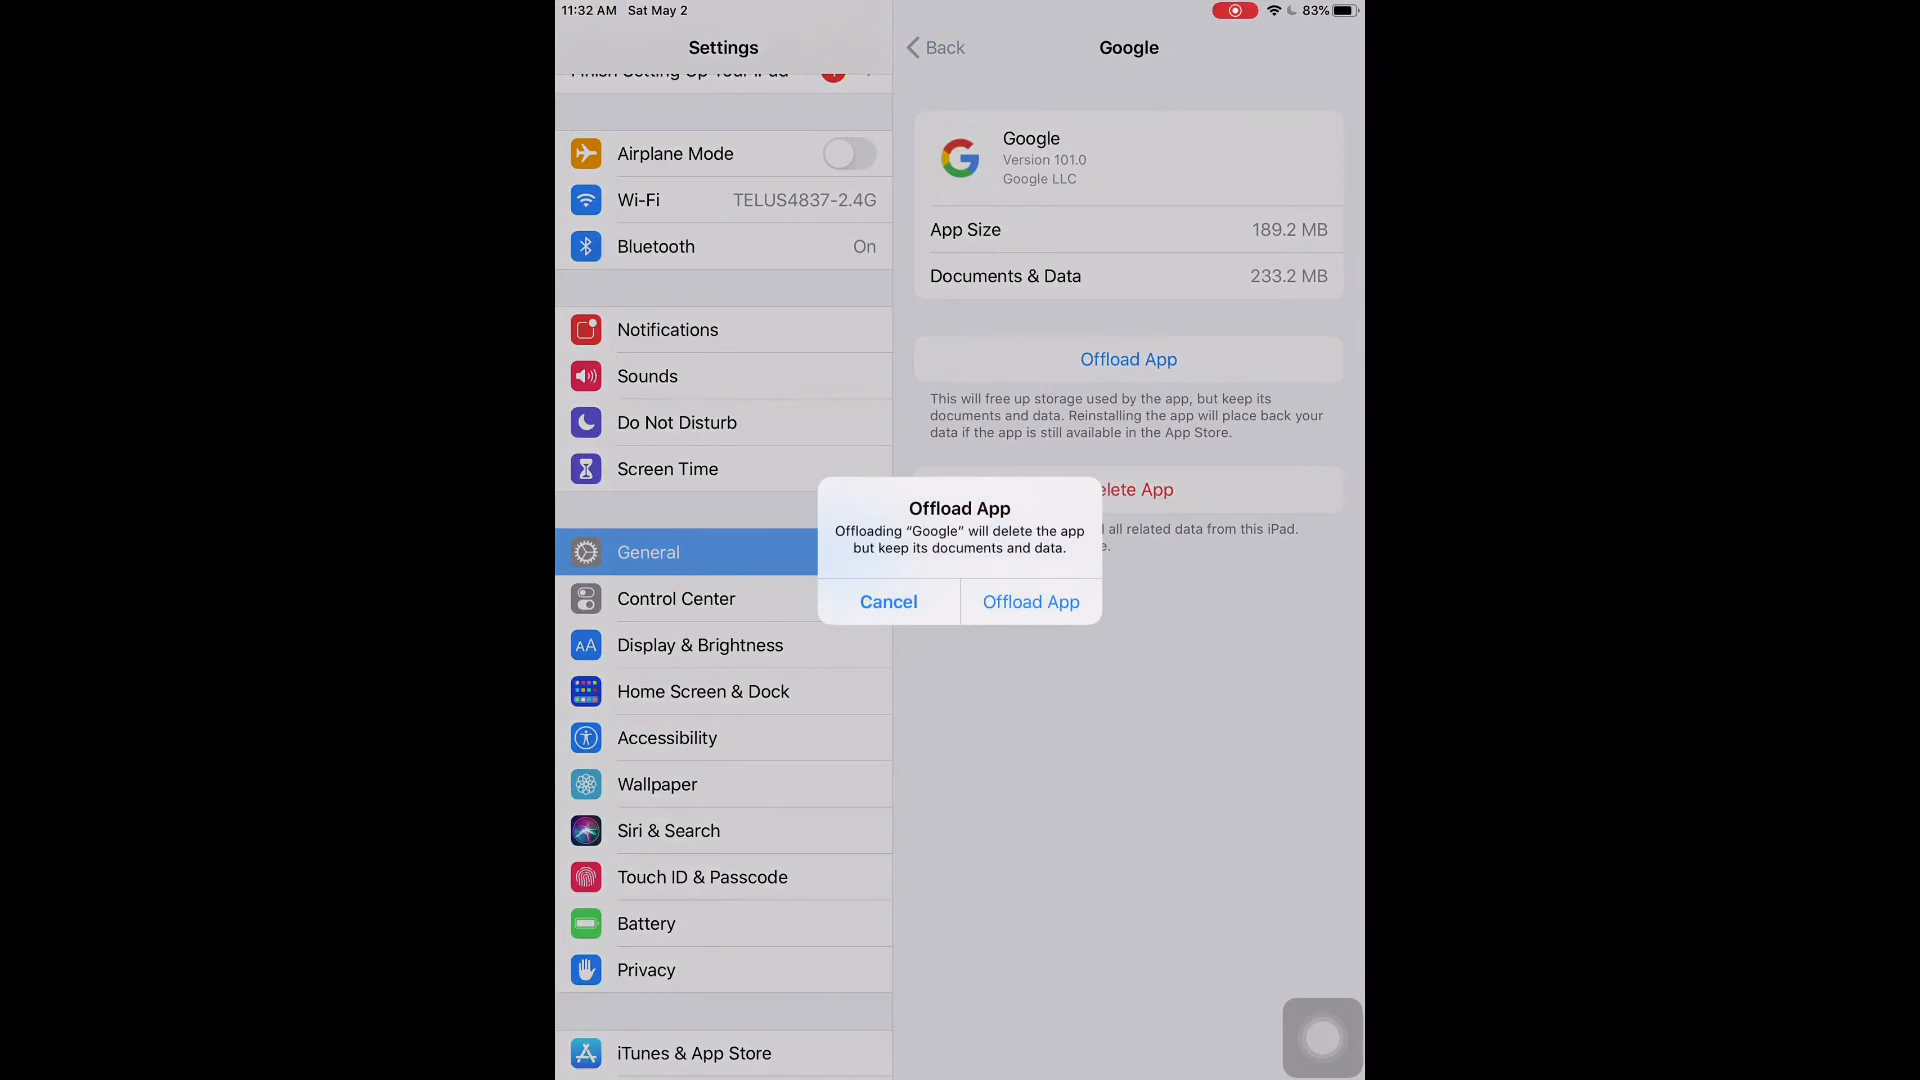 11:32 AM Sat May 2
83%
Settings
Finish Setting Up Your iPad
Airplane Mode
Wi-Fi TELUS4837-2.4G
Bluetooth On
Notifications
Sounds
Do Not Disturb
Screen Time
General
Control Center
AA Display & Brightness
Home Screen & Dock
Accessibility
Wallpaper
Siri & Search
Touch ID & Passcode
Battery
Privacy
iTunes & App Store
Back
Google
Google
Version 101.0
Google LLC
App Size 189.2 MB
Documents & Data 233.2 MB
Offload App
This will free up storage used by the app, but keep its
documents and data. Reinstalling the app will place back your
data if the app is still available in the App Store.
elete App
all related data from this iPad.
e.
Offload App
Offloading “Google” will delete the app
but keep its documents and data.
Cancel Offload App